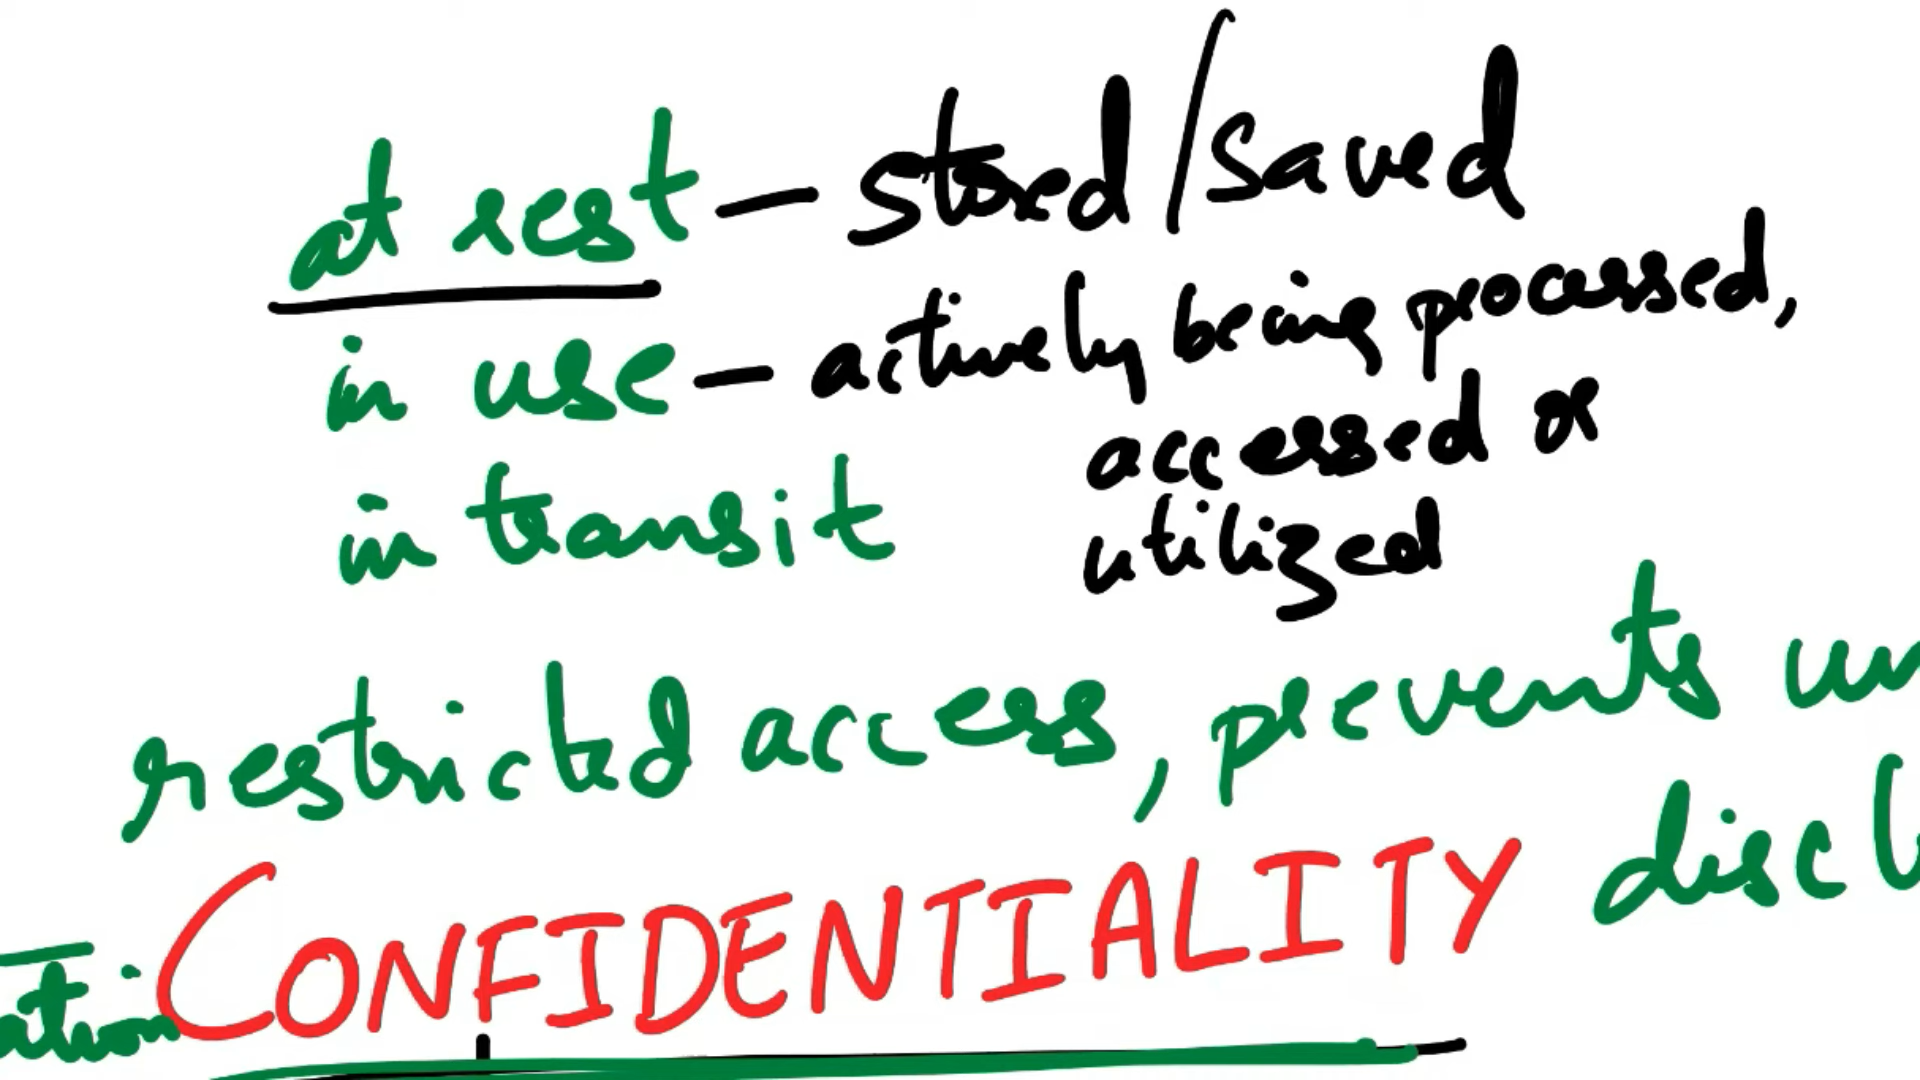 at rest — stored/saved
in use — actively being processed,
accessed or
in transit
utilized
restricted access, prevents un
CONFIDENTIALITY
discl
ation